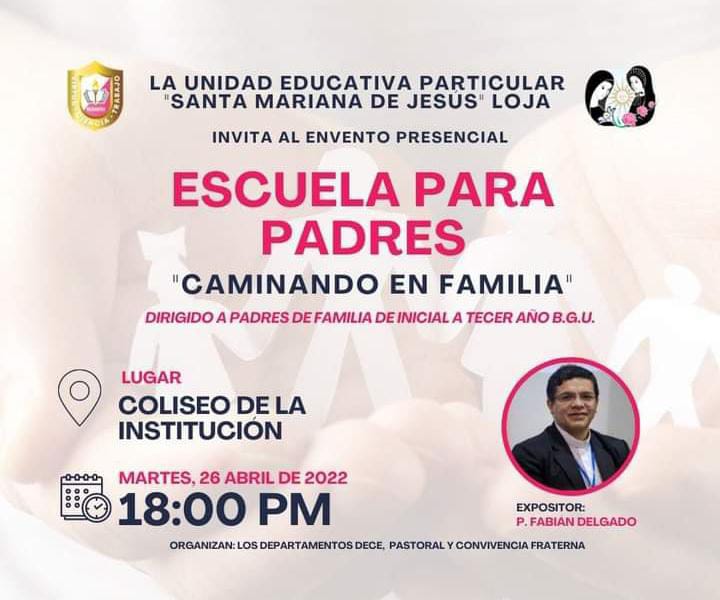 LA UNIDAD EDUCATIVA PARTICULAR
"SANTA MARIANA DE JESÚS" LOJA
INVITA AL ENVENTO PRESENCIAL
ESCUELA PARA
PADRES
"CAMINANDO EN FAMILIA"
DIRIGIDO A PADRES DE FAMILIA DE INICIAL A TECER AÑO B.G.U.
LUGAR
COLISEO DE LA
INSTITUCIÓN
MARTES, 26 ABRIL DE 2022
18:00 PM
EXPOSITOR:
P. FABIÁN DELGADO
ORGANIZAN: LOS DEPARTAMENTOS DECE, PASTORAL Y CONVIVENCIA FRATERNA